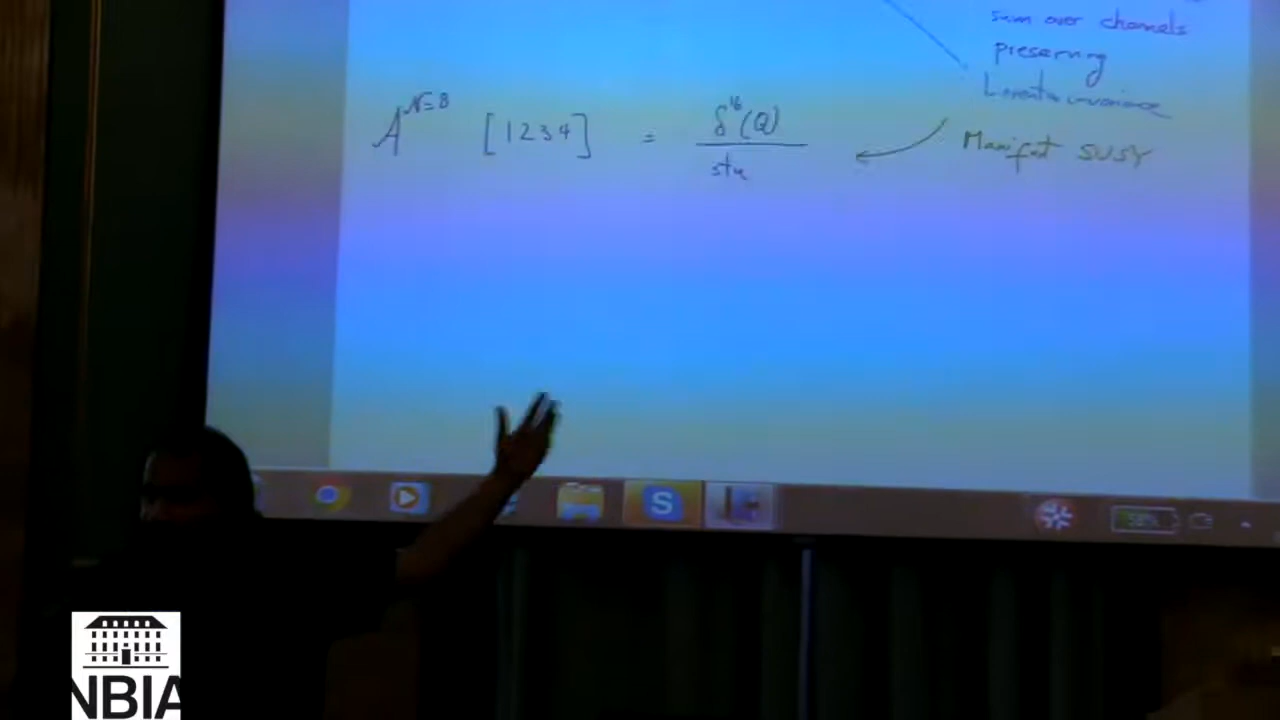 sum over channels
preserving
Lorentz invariance
A^{N=8} [1234] = δ^{16}(Q) / stu
Manifest SUSY
S
NBIA